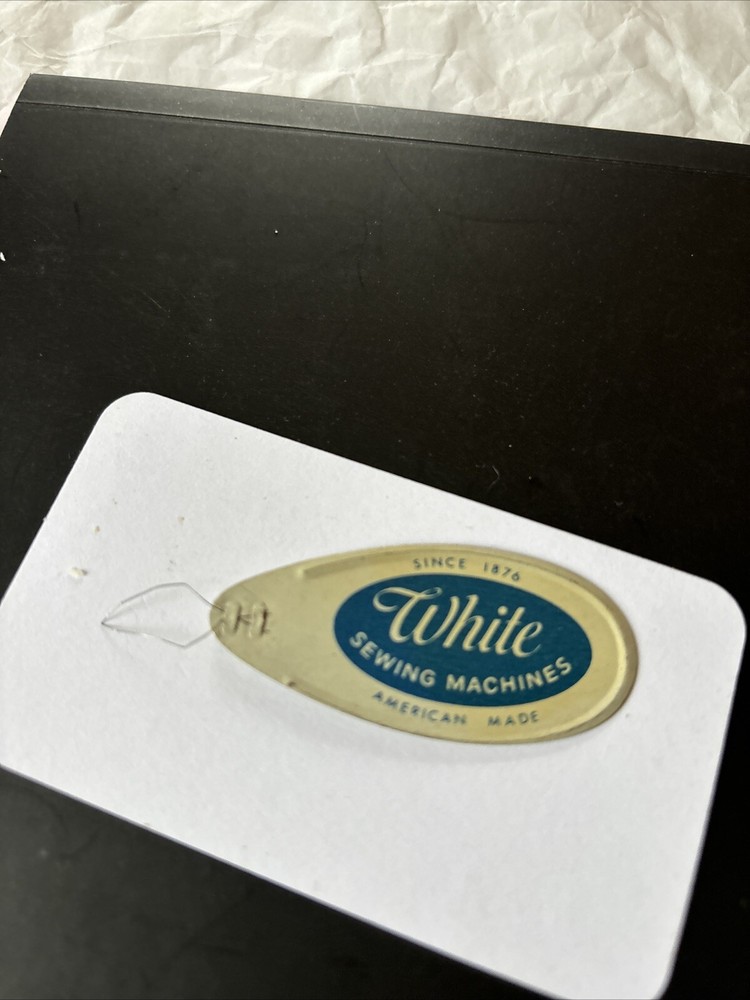 SINCE 1876
White
SEWING MACHINES
AMERICAN MADE